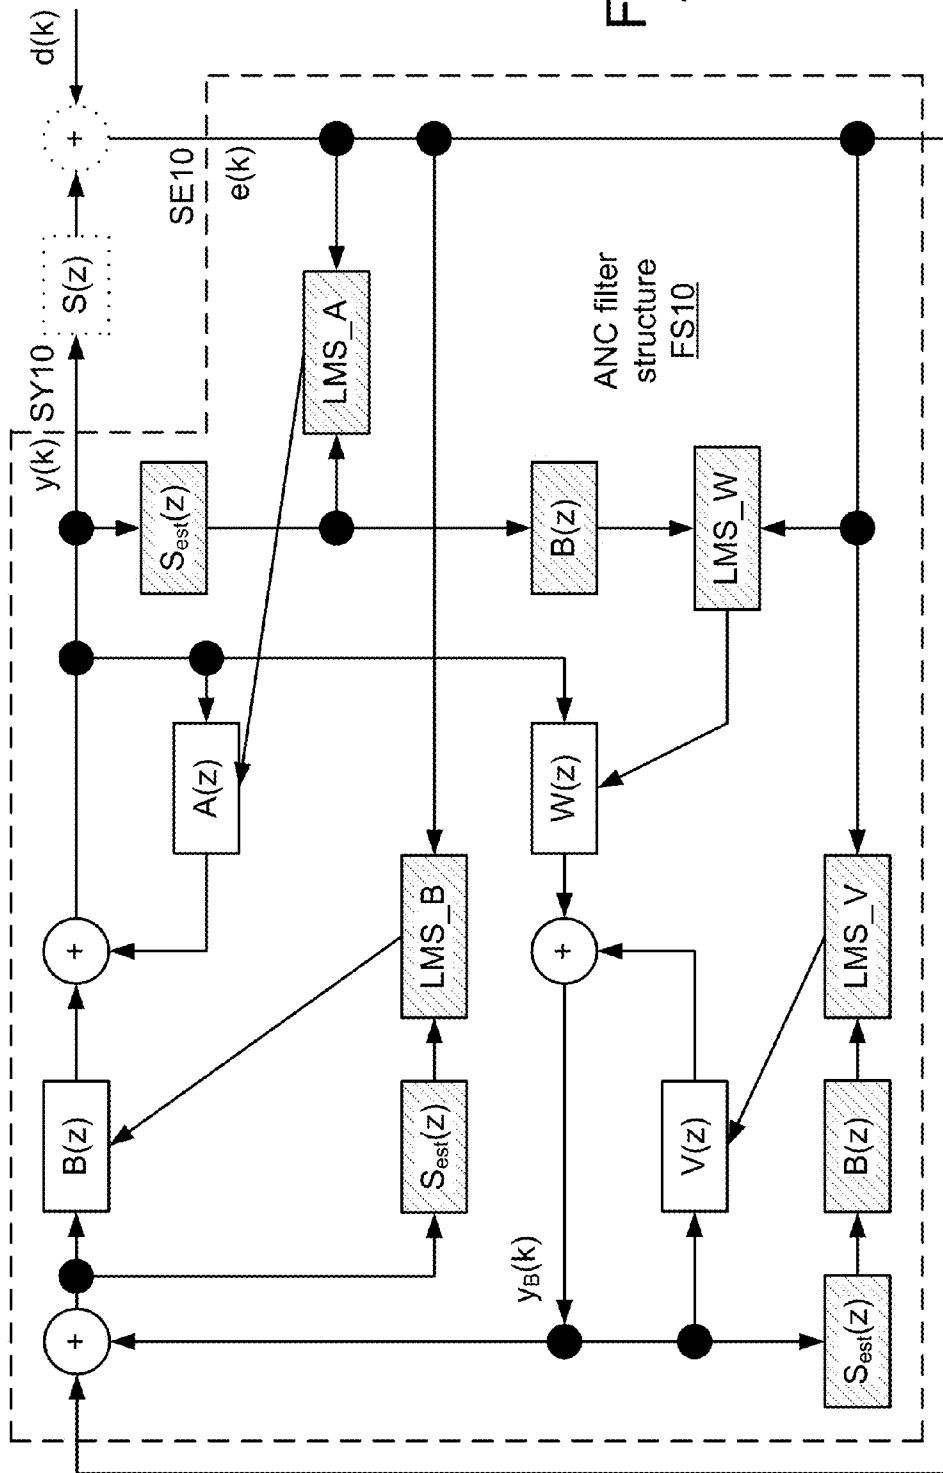 y(k)
SY10
d(k)
+
B(z)
+
S(z)
+
Sest(z)
SE10
A(z)
e(k)
LMS_A
Sest(z)
LMS_B
yB(k)
+
W(z)
B(z)
ANC filter
structure
FS10
V(z)
LMS_W
Sest(z)
B(z)
LMS_V